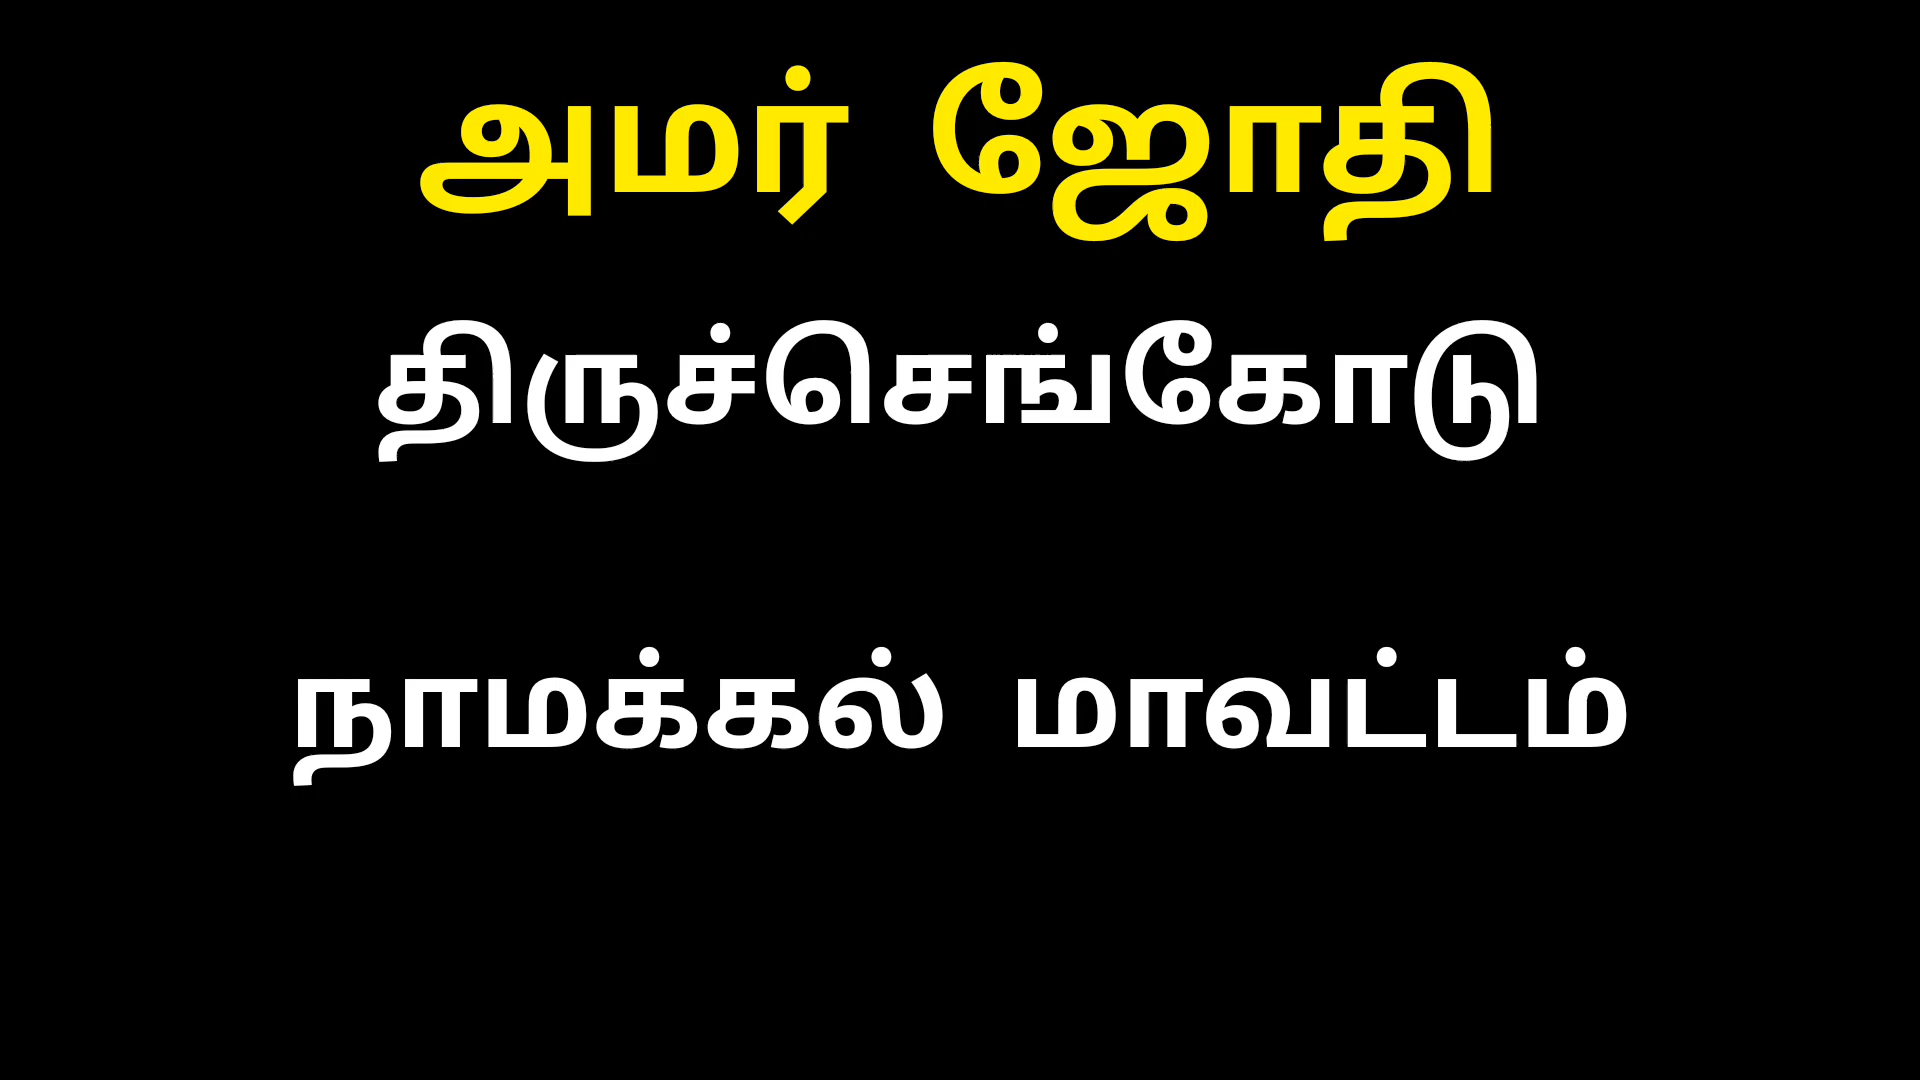 அமர் ஜோதி
திருச்செங்கோடு
நாமக்கல் மாவட்டம்